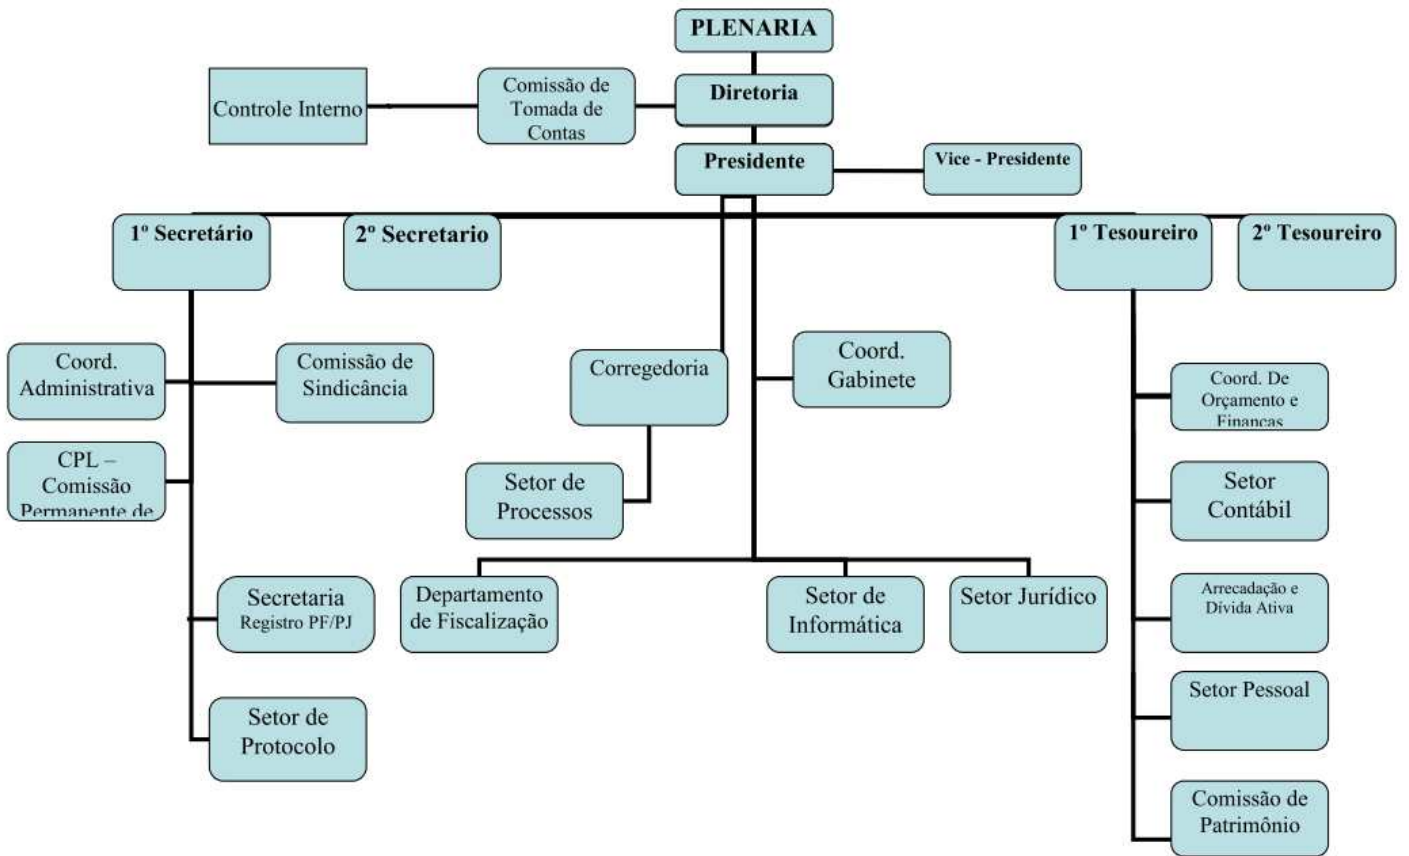 PLENARIA
Controle Interno
Comissão de
Tomada de
Contas
Diretoria
Presidente
Vice - Presidente
1º Secretário
2º Secretario
1º Tesoureiro
2º Tesoureiro
Coord.
Administrativa
Comissão de
Sindicância
Corregedoria
Coord.
Gabinete
Coord. De
Orçamento e
Finanças
CPL –
Comissão
Permanente de
Setor de
Processos
Setor
Contábil
Secretaria
Registro PF/PJ
Departamento
de Fiscalização
Setor de
Informática
Setor Jurídico
Arrecadação e
Dívida Ativa
Setor de
Protocolo
Setor Pessoal
Comissão de
Patrimônio